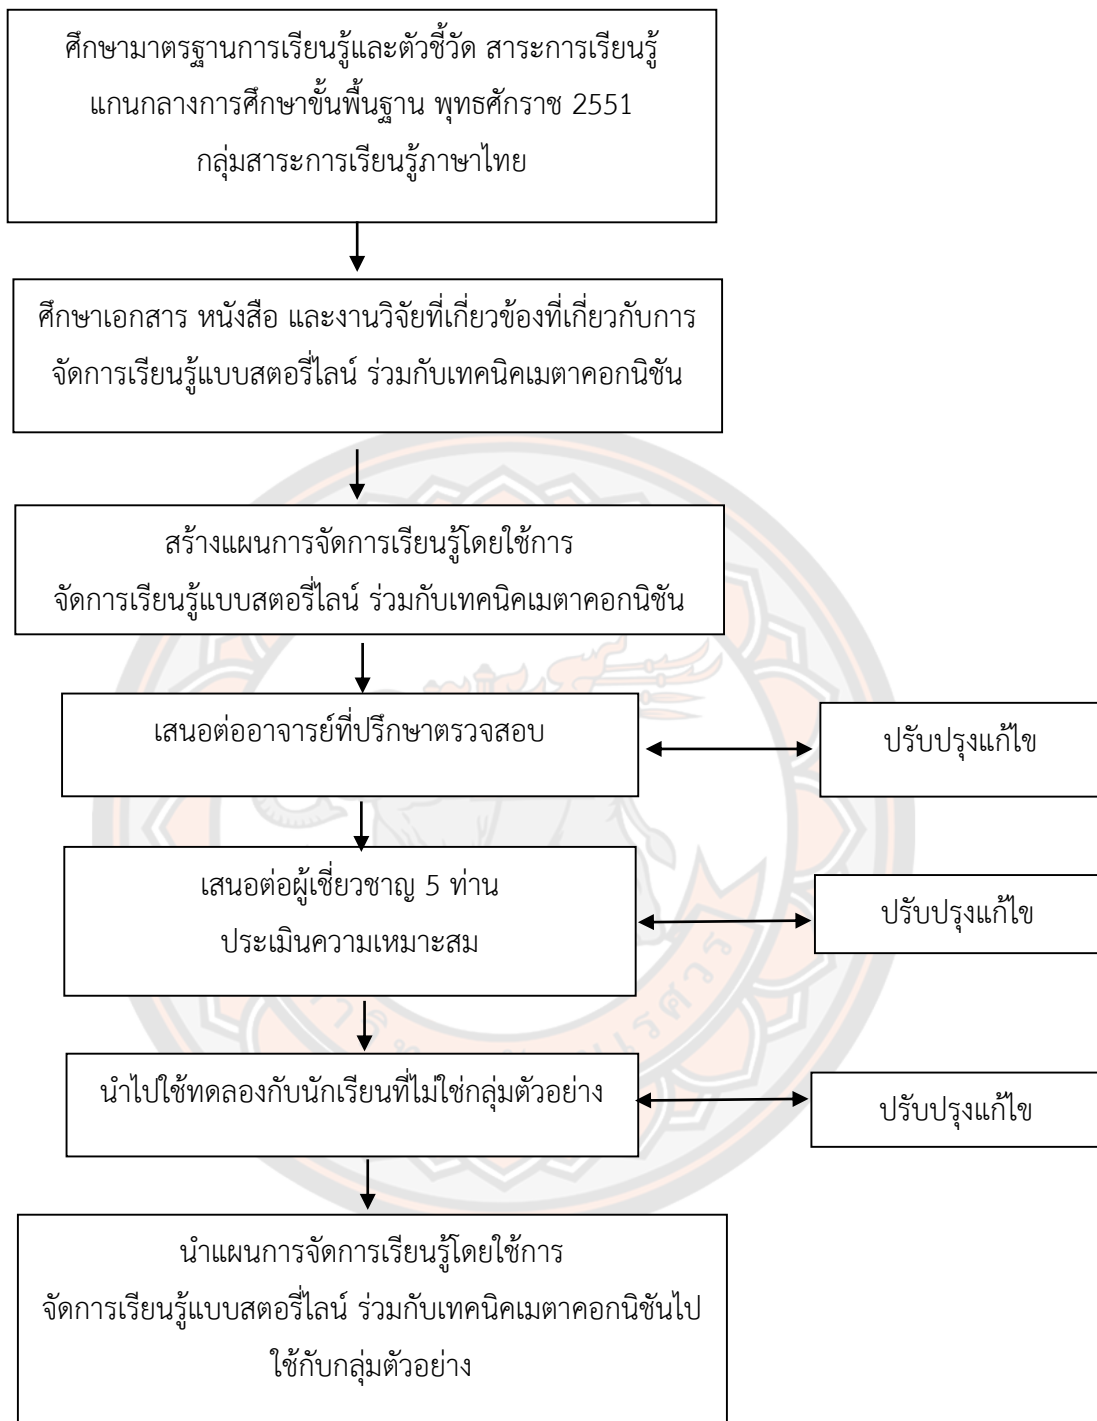 ศึกษามาตรฐานการเรียนรู้และตัวชี้วัด สาระการเรียนรู้
แกนกลางการศึกษาขั้นพื้นฐาน พุทธศักราช 2551
กลุ่มสาระการเรียนรู้ภาษาไทย
ศึกษาเอกสาร หนังสือ และงานวิจัยที่เกี่ยวข้องที่เกี่ยวกับการ
จัดการเรียนรู้แบบสตอรี่ไลน์ ร่วมกับเทคนิคเมตาคอกนิชัน
สร้างแผนการจัดการเรียนรู้โดยใช้การ
จัดการเรียนรู้แบบสตอรี่ไลน์ ร่วมกับเทคนิคเมตาคอกนิชัน
เสนอต่ออาจารย์ที่ปรึกษาตรวจสอบ
ปรับปรุงแก้ไข
เสนอต่อผู้เชี่ยวชาญ 5 ท่าน
ประเมินความเหมาะสม
ปรับปรุงแก้ไข
นำไปใช้ทดลองกับนักเรียนที่ไม่ใช่กลุ่มตัวอย่าง
ปรับปรุงแก้ไข
นำแผนการจัดการเรียนรู้โดยใช้การ
จัดการเรียนรู้แบบสตอรี่ไลน์ ร่วมกับเทคนิคเมตาคอกนิชันไป
ใช้กับกลุ่มตัวอย่าง